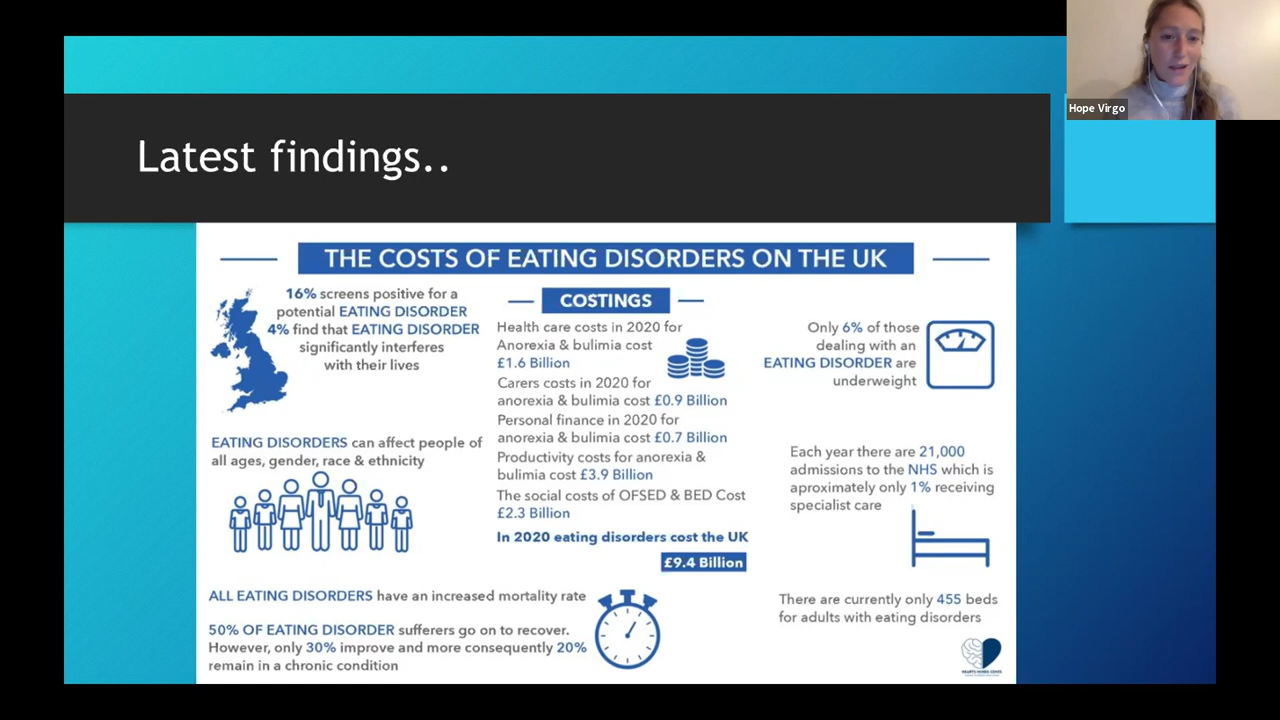 Hope Virgo
Latest findings..
THE COSTS OF EATING DISORDERS ON THE UK
16% screens positive for a
potential EATING DISORDER
4% find that EATING DISORDER
significantly interferes
with their lives
EATING DISORDERS can affect people of
all ages, gender, race & ethnicity
COSTINGS
Health care costs in 2020 for
Anorexia & bulimia cost
£1.6 Billion
Carers costs in 2020 for
anorexia & bulimia cost £0.9 Billion
Personal finance in 2020 for
anorexia & bulimia cost £0.7 Billion
Productivity costs for anorexia &
bulimia cost £3.9 Billion
The social costs of OFSED & BED Cost
£2.3 Billion
In 2020 eating disorders cost the UK
£9.4 Billion
Only 6% of those
dealing with an
EATING DISORDER are
underweight
Each year there are 21,000
admissions to the NHS which is
aproximately only 1% receiving
specialist care
ALL EATING DISORDERS have an increased mortality rate
50% OF EATING DISORDER sufferers go on to recover.
However, only 30% improve and more consequently 20%
remain in a chronic condition
There are currently only 455 beds
for adults with eating disorders